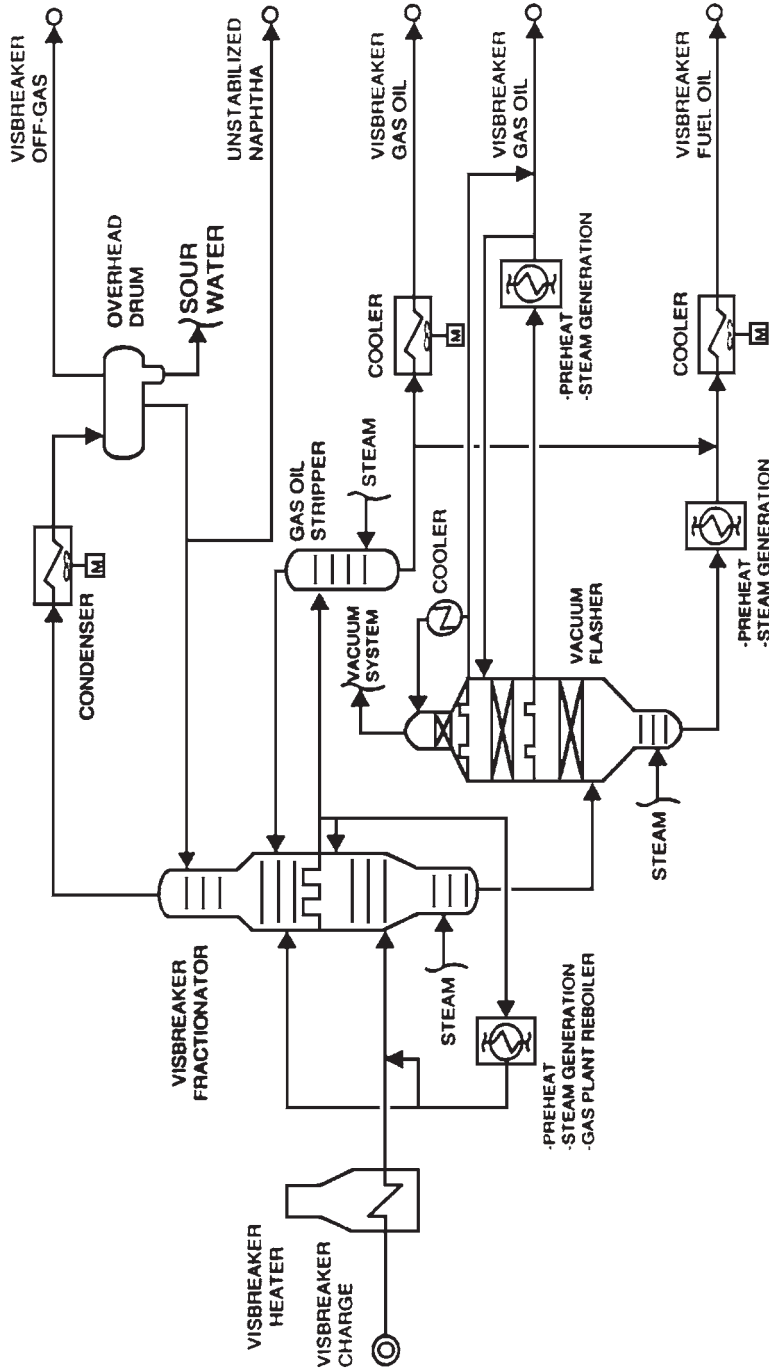 VISBREAKER
OFF-GAS
UNSTABILIZED
NAPHTHA
VISBREAKER
GAS OIL
VISBREAKER
GAS OIL
VISBREAKER
FUEL OIL
OVERHEAD
DRUM
SOUR
WATER
CONDENSER
M
GAS OIL
STRIPPER
STEAM
COOLER
M
-PREHEAT
-STEAM GENERATION
COOLER
M
COOLER
VACUUM
SYSTEM
VACUUM
FLASHER
STEAM
-PREHEAT
-STEAM GENERATION
VISBREAKER
FRACTIONATOR
STEAM
-PREHEAT
-STEAM GENERATION
-GAS PLANT REBOILER
VISBREAKER
HEATER
VISBREAKER
CHARGE